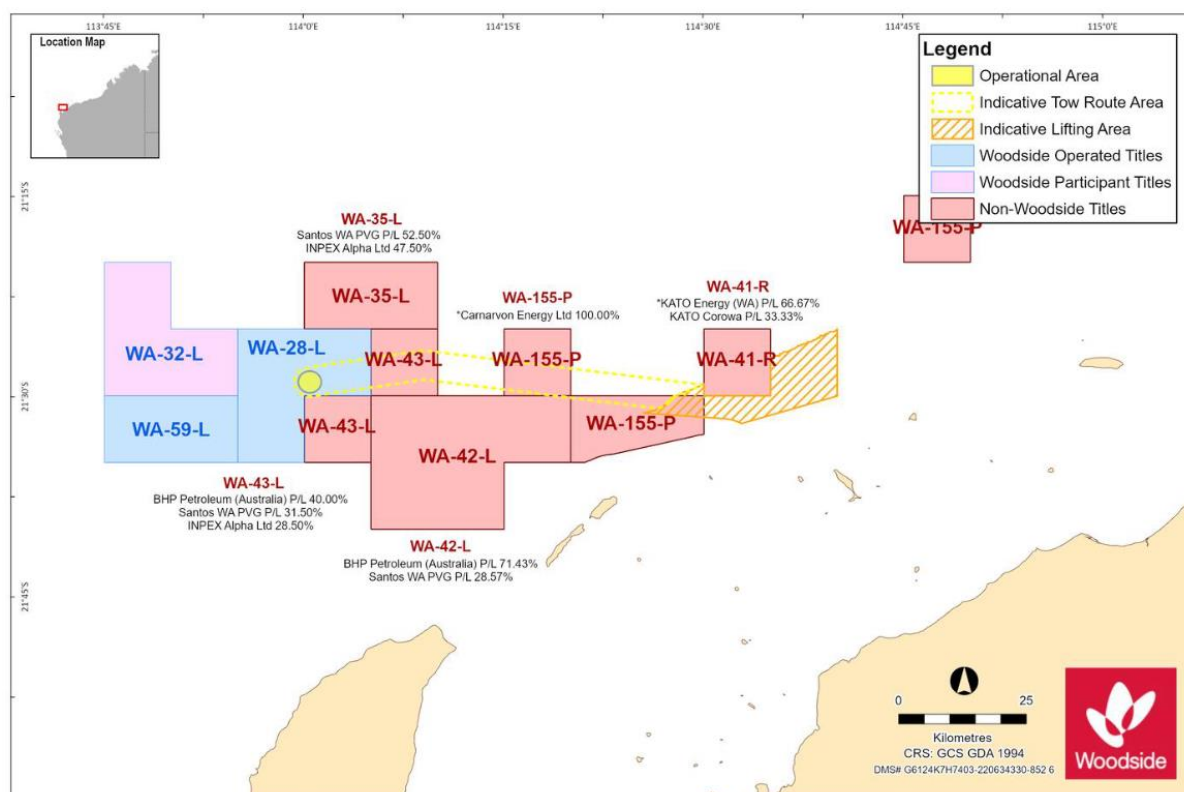 113°45'E
114°0'E
114°15'E
114°30'E
114°45'E
115°0'E
Location Map
Legend
Operational Area
Indicative Tow Route Area
Indicative Lifting Area
Woodside Operated Titles
Woodside Participant Titles
Non-Woodside Titles
21°15'S
21°30'S
21°45'S
WA-155-P
WA-35-L
Santos WA PVG P/L 52.50%
INPEX Alpha Ltd 47.50%
WA-35-L
WA-155-P
*Carnarvon Energy Ltd 100.00%
WA-41-R
*KATO Energy (WA) P/L 66.67%
KATO Corowa P/L 33.33%
WA-32-L
WA-28-L
WA-43-L
WA-155-P
WA-41-R
WA-59-L
WA-43-L
WA-42-L
WA-155-P
WA-43-L
BHP Petroleum (Australia) P/L 40.00%
Santos WA PVG P/L 31.50%
INPEX Alpha Ltd 28.50%
WA-42-L
BHP Petroleum (Australia) P/L 71.43%
Santos WA PVG P/L 28.57%
0
25
Kilometres
CRS: GCS GDA 1994
DMS# G6124K7H7403-220634330-852 6
Woodside